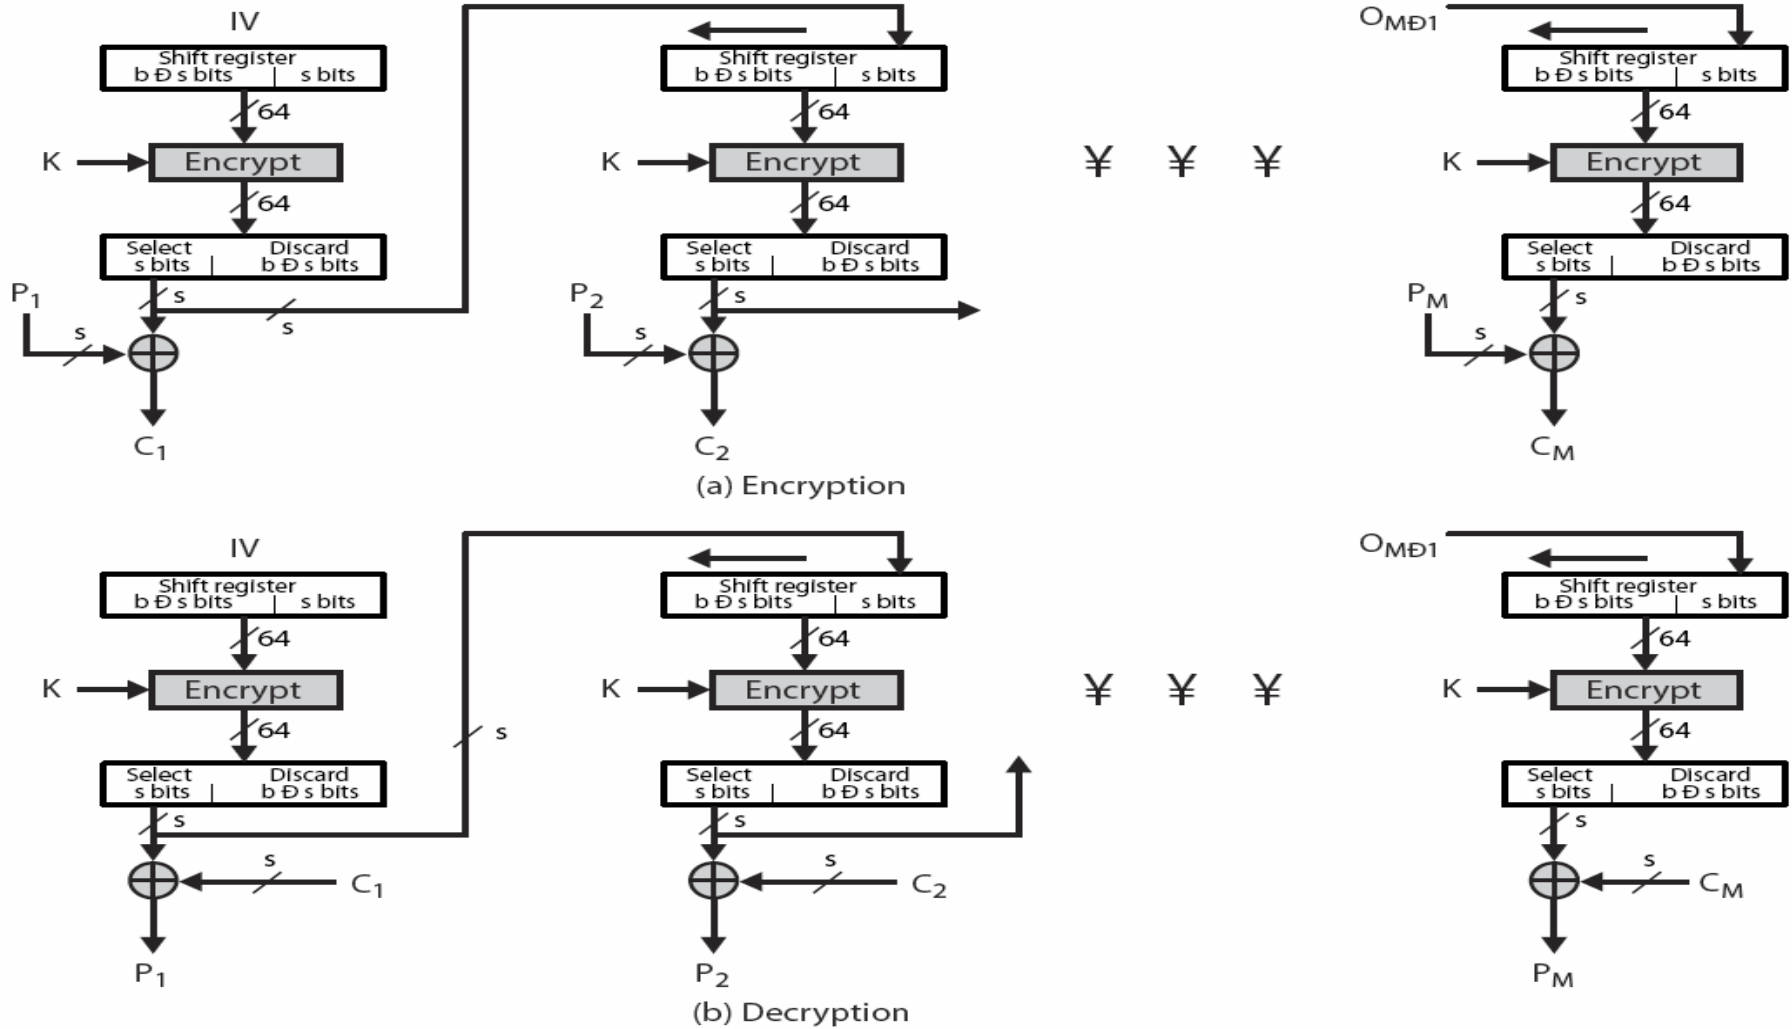 IV
O_MÐ1
Shift register
b Ð s bits | s bits
Shift register
b Ð s bits | s bits
Shift register
b Ð s bits | s bits
64
64
64
K
Encrypt
K
Encrypt
¥ ¥ ¥
K
Encrypt
64
64
64
Select Discard
s bits | b Ð s bits
Select Discard
s bits | b Ð s bits
Select Discard
s bits | b Ð s bits
P1
s
s
s
P2
s
s
PM
s
s
C1
C2
CM
(a) Encryption
IV
O_MÐ1
Shift register
b Ð s bits | s bits
Shift register
b Ð s bits | s bits
Shift register
b Ð s bits | s bits
64
64
64
K
Encrypt
K
Encrypt
¥ ¥ ¥
K
Encrypt
64
s
64
64
Select Discard
s bits | b Ð s bits
Select Discard
s bits | b Ð s bits
Select Discard
s bits | b Ð s bits
s
s
s
s
C1
s
C2
s
CM
P1
P2
PM
(b) Decryption